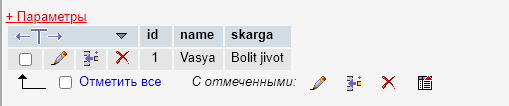 + Параметры
id name skarga
1 Vasya Bolit jivot
Отметить все С отмеченными: